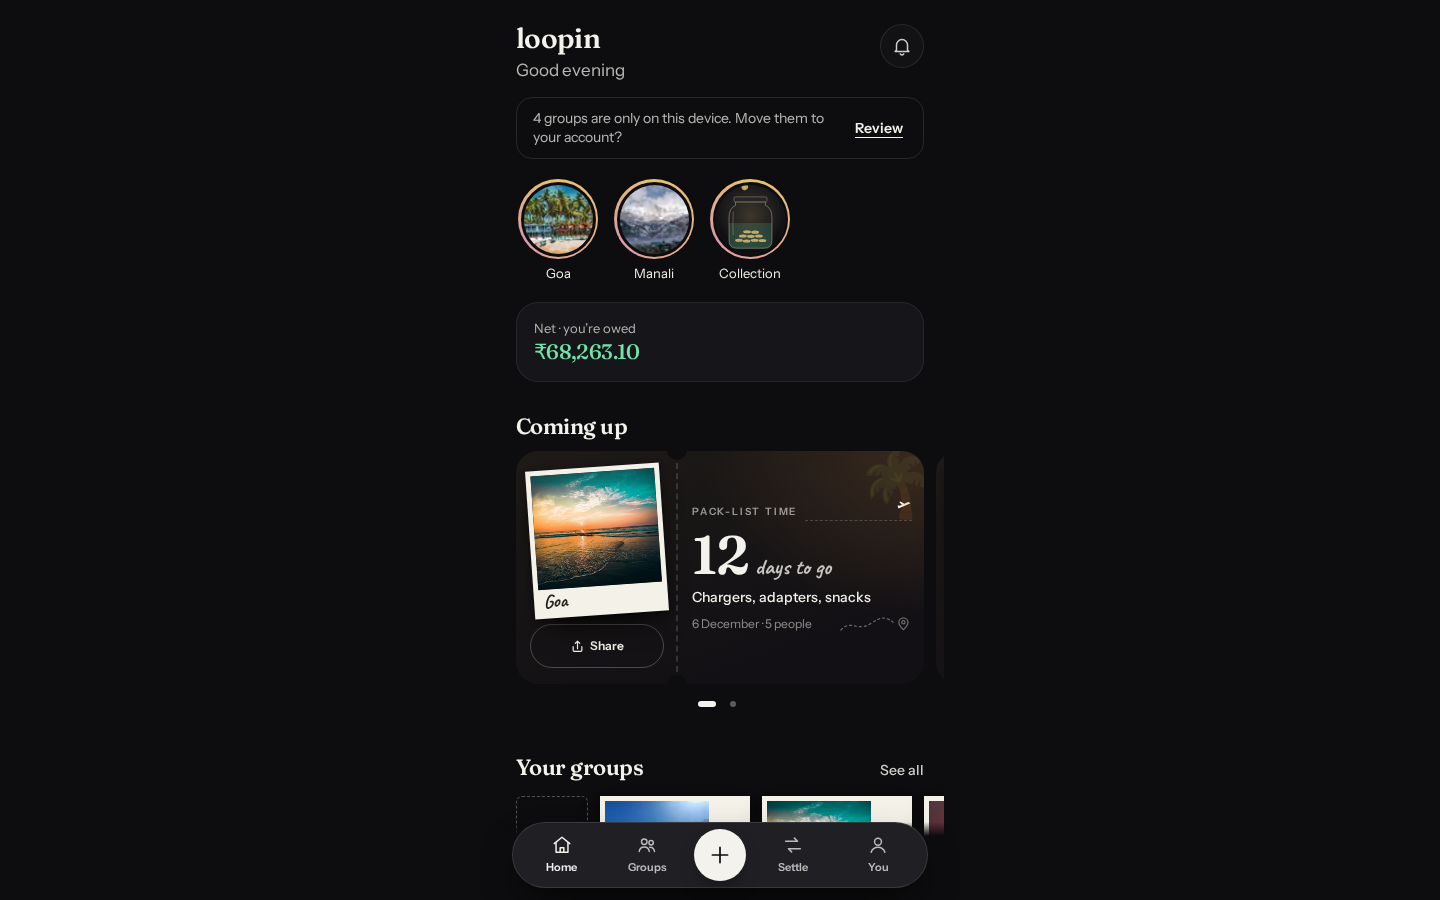 loopin
Good evening
4 groups are only on this device. Move them to
your account?
Review
Goa
Manali
Collection
Net · you're owed
₹68,263.10
Coming up
Goa
Share
PACK-LIST TIME
12 days to go
Chargers, adapters, snacks
6 December · 5 people
Your groups
See all
Home
Groups
Settle
You